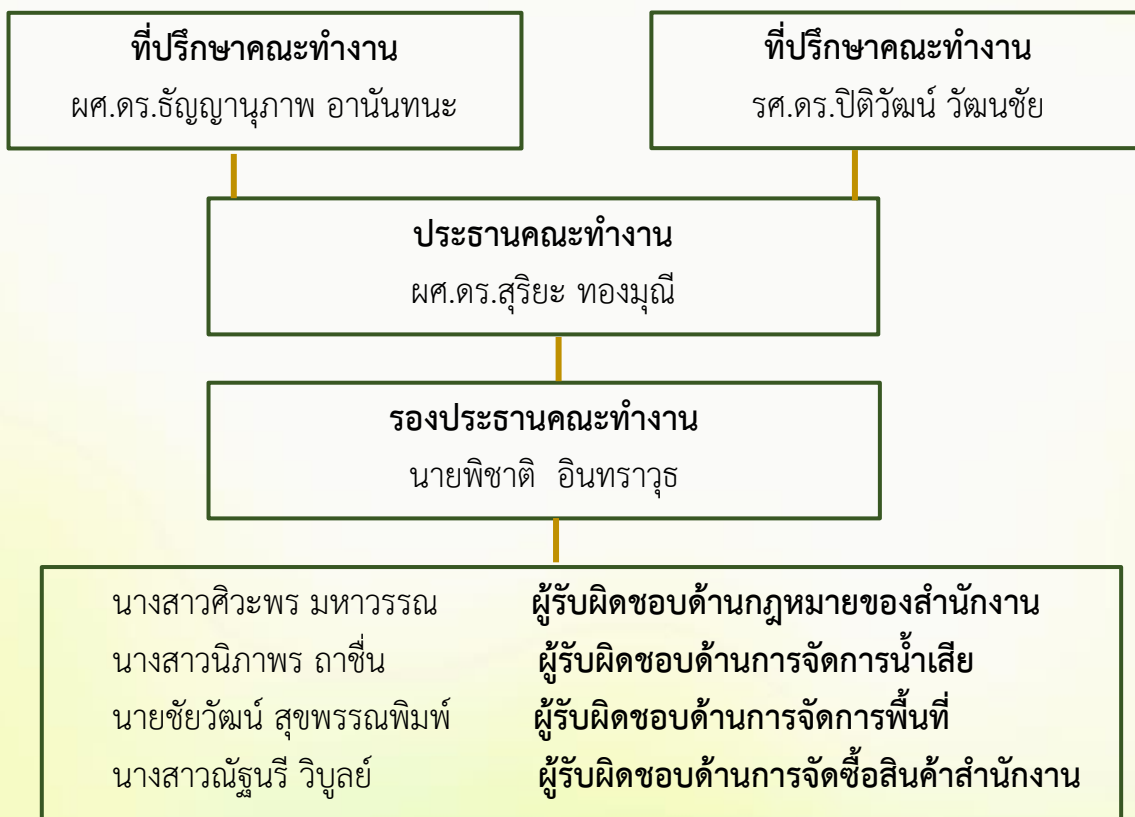 ที่ปรึกษาคณะทำงาน
ผศ.ดร.ธัญญานุภาพ อานันทนะ
ที่ปรึกษาคณะทำงาน
รศ.ดร.ปิติวัฒน์ วัฒนชัย
ประธานคณะทำงาน
ผศ.ดร.สุริยะ ทองมุณี
รองประธานคณะทำงาน
นายพิชาติ อินทราวุธ
นางสาวศิวะพร มหาวรรณ ผู้รับผิดชอบด้านกฎหมายของสำนักงาน
นางสาวนิภาพร ถาชื่น ผู้รับผิดชอบด้านการจัดการน้ำเสีย
นายชัยวัฒน์ สุขพรรณพิมพ์ ผู้รับผิดชอบด้านการจัดการพื้นที่
นางสาวณัฐนรี วิบูลย์ ผู้รับผิดชอบด้านการจัดซื้อสินค้าสำนักงาน